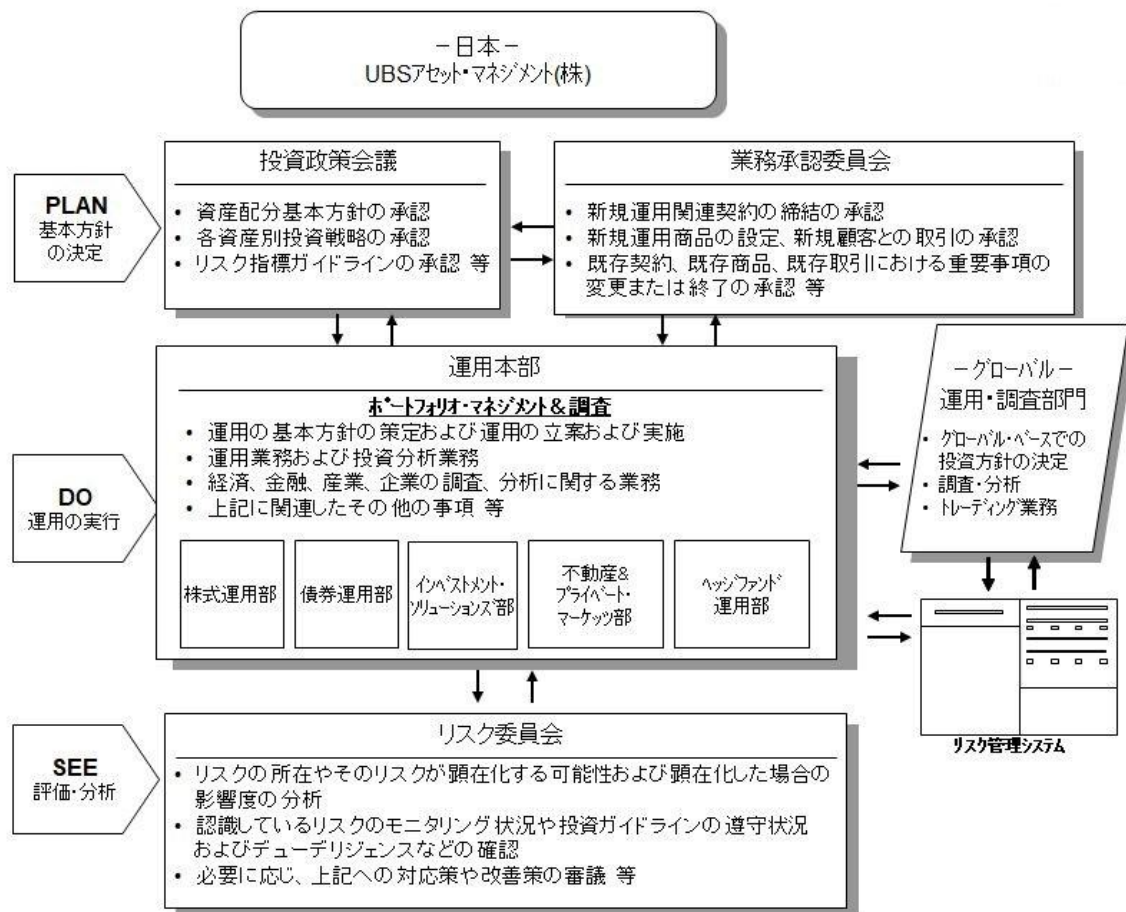 －日本－
UBSアセット・マネジメント(株)
PLAN
基本方針
の決定
投資政策会議
• 資産配分基本方針の承認
• 各資産別投資戦略の承認
• リスク指標ガイドラインの承認 等
業務承認委員会
• 新規運用関連契約の締結の承認
• 新規運用商品の設定、新規顧客との取引の承認
• 既存契約、既存商品、既存取引における重要事項の
変更または終了の承認 等
DO
運用の実行
運用本部
ポートフォリオ・マネジメント＆調査
• 運用の基本方針の策定および運用の立案および実施
• 運用業務および投資分析業務
• 経済、金融、産業、企業の調査、分析に関する業務
• 上記に関連したその他の事項 等
株式運用部
債券運用部
インベストメント・
ソリューションズ部
不動産＆
プライベート・
マーケッツ部
ヘッジファンド
運用部
－グローバル－
運用・調査部門
• グローバル・ベースでの
投資方針の決定
• 調査・分析
• トレーディング業務
リスク管理システム
SEE
評価・分析
リスク委員会
• リスクの所在やそのリスクが顕在化する可能性および顕在化した場合の
影響度の分析
• 認識しているリスクのモニタリング状況や投資ガイドラインの遵守状況
およびデューデリジェンスなどの確認
• 必要に応じ、上記への対応策や改善策の審議 等